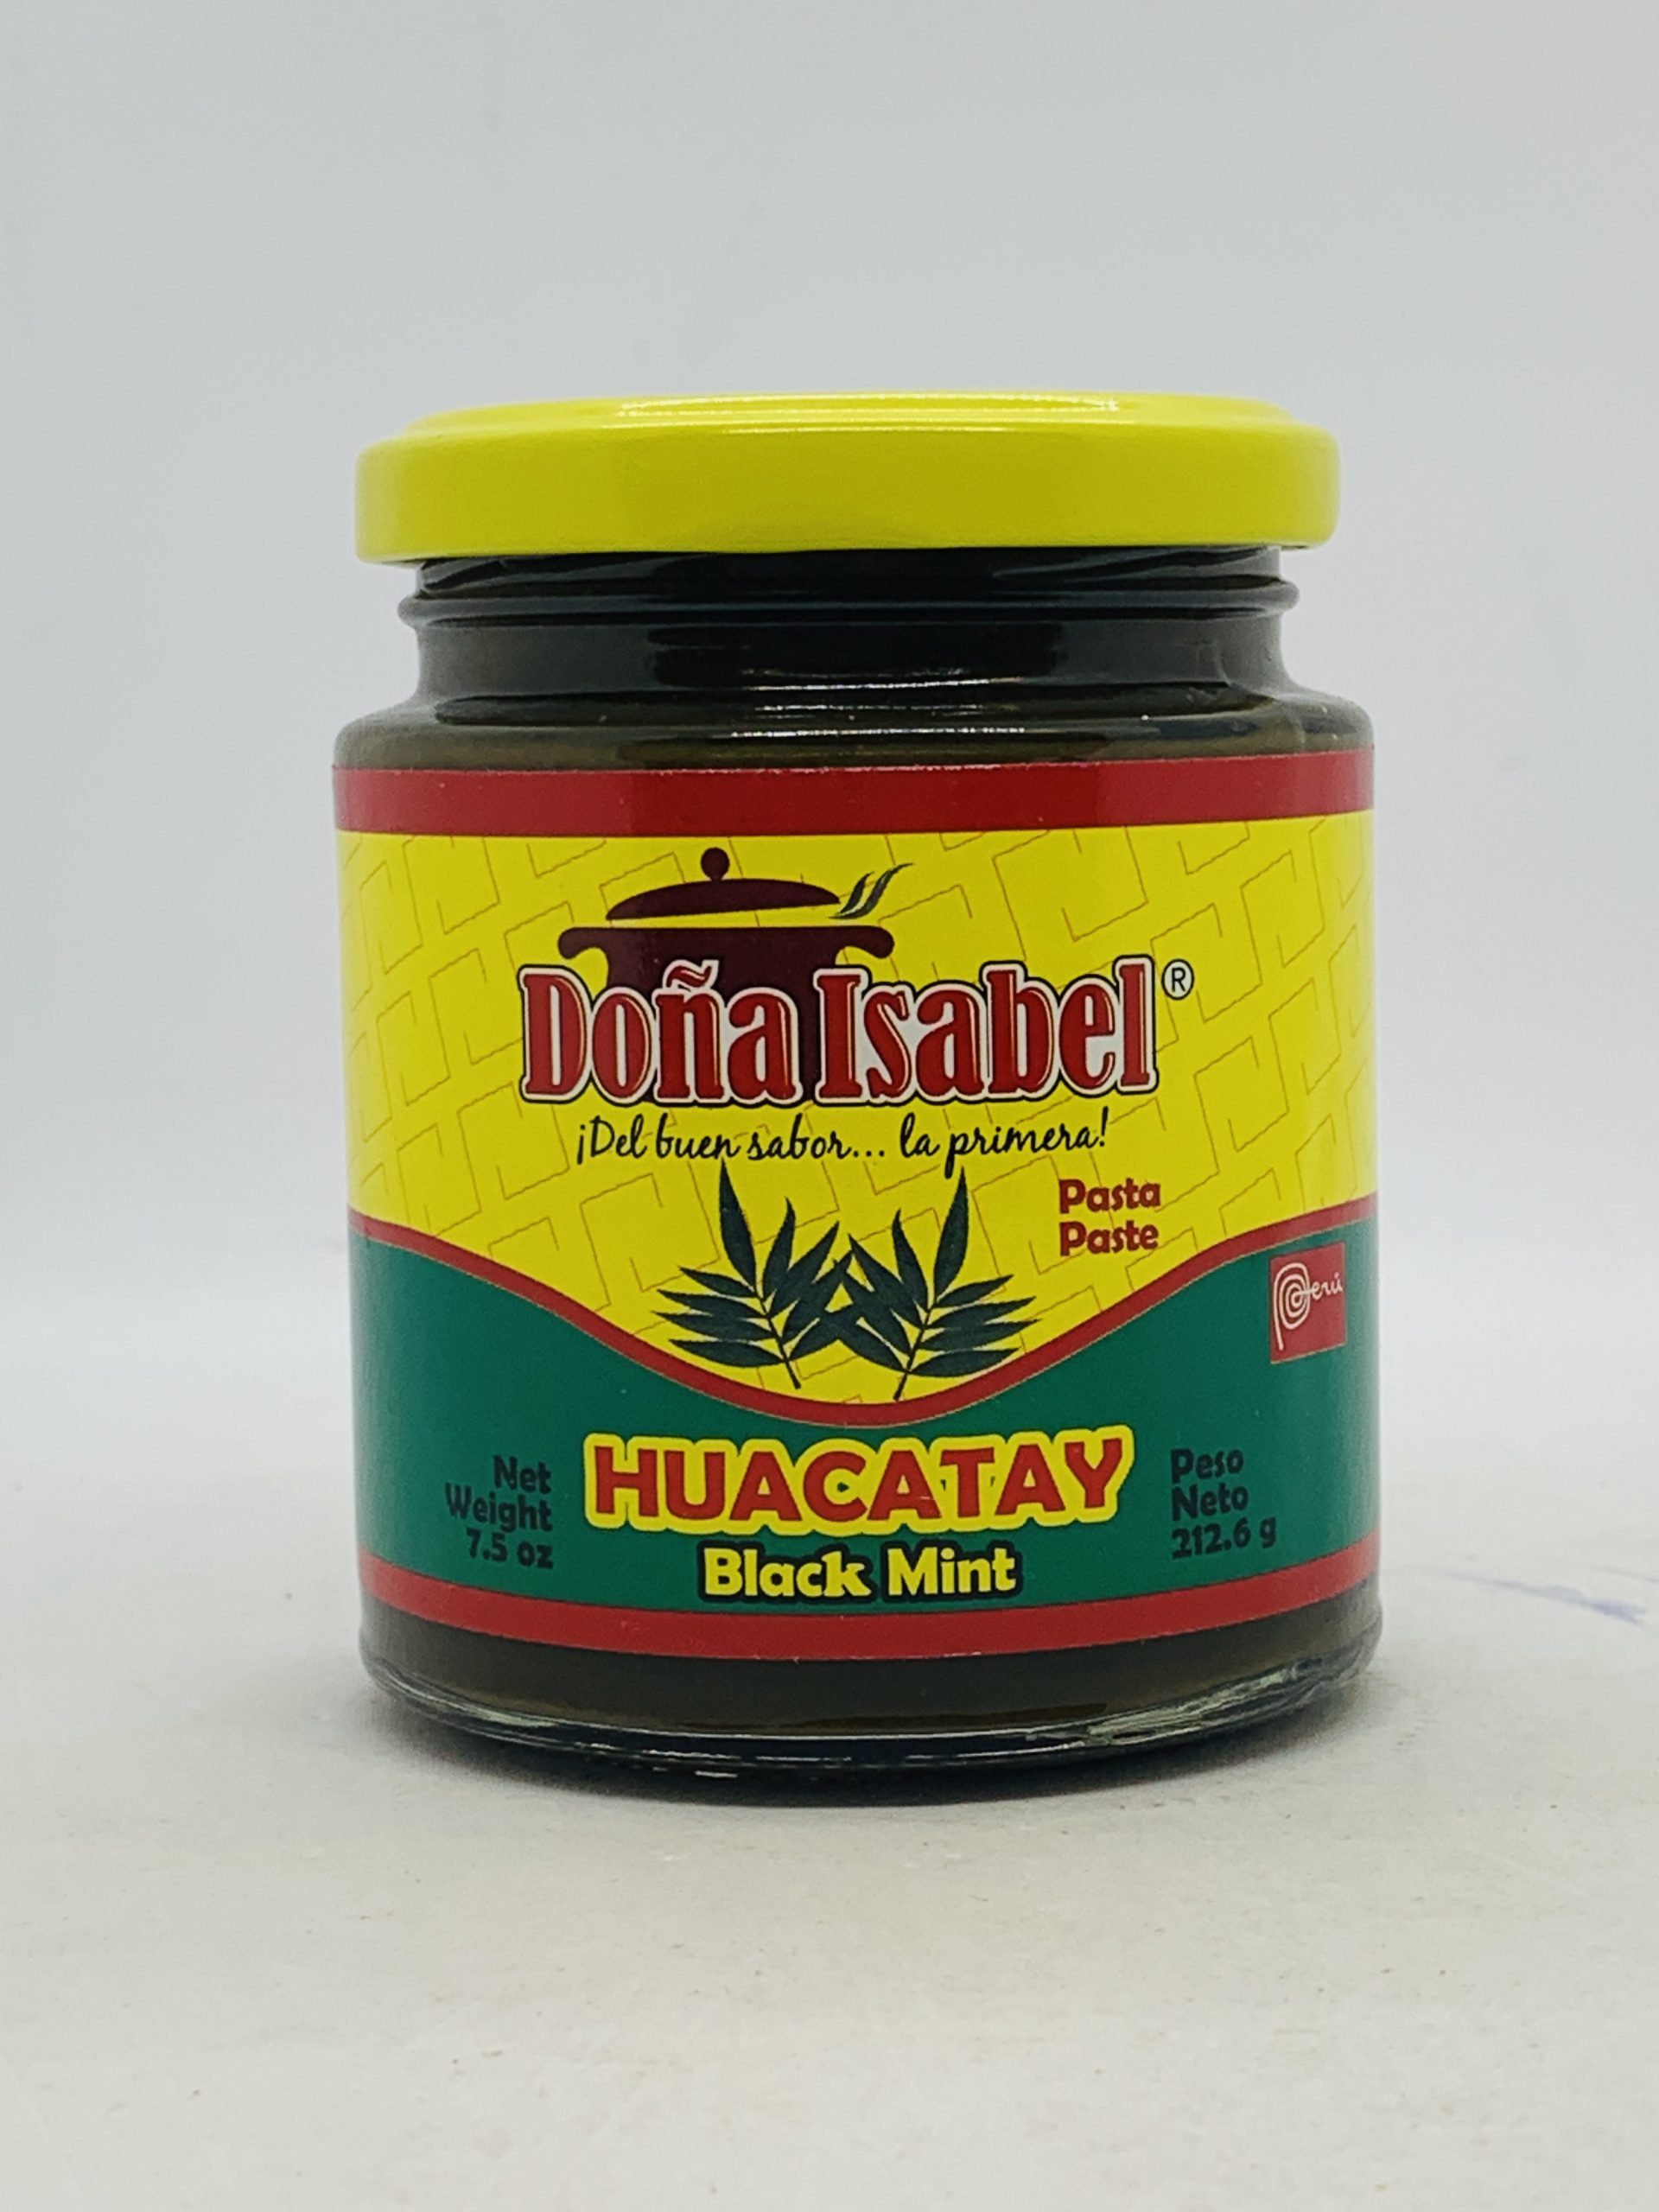 Doña Isabel ®
¡Del buen sabor... la primera!
Pasta
Paste
Perú
HUACATAY
Black Mint
Net
Weight
7.5 oz
Peso
Neto
212.6 g